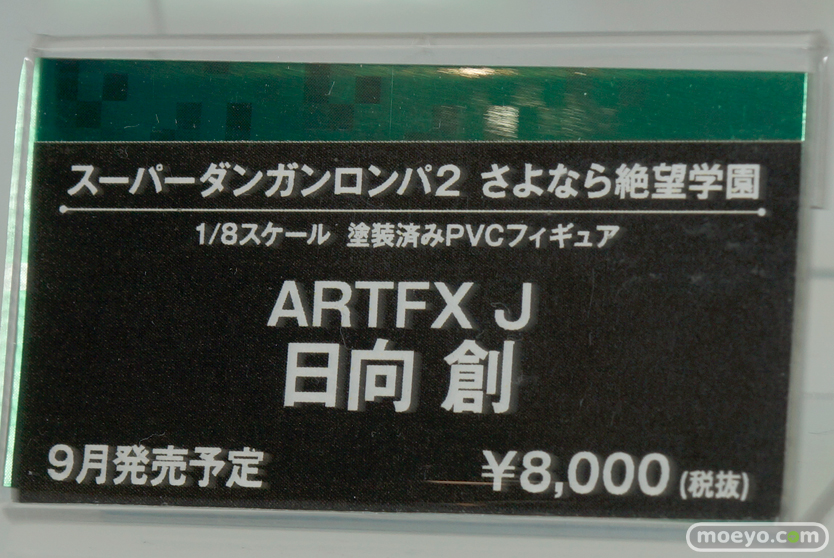 スーパーダンガンロンパ2 さよなら絶望学園
1/8スケール 塗装済みPVCフィギュア
ARTFX J
日向 創
9月発売予定 ¥8,000 (税抜)
moeyo.com